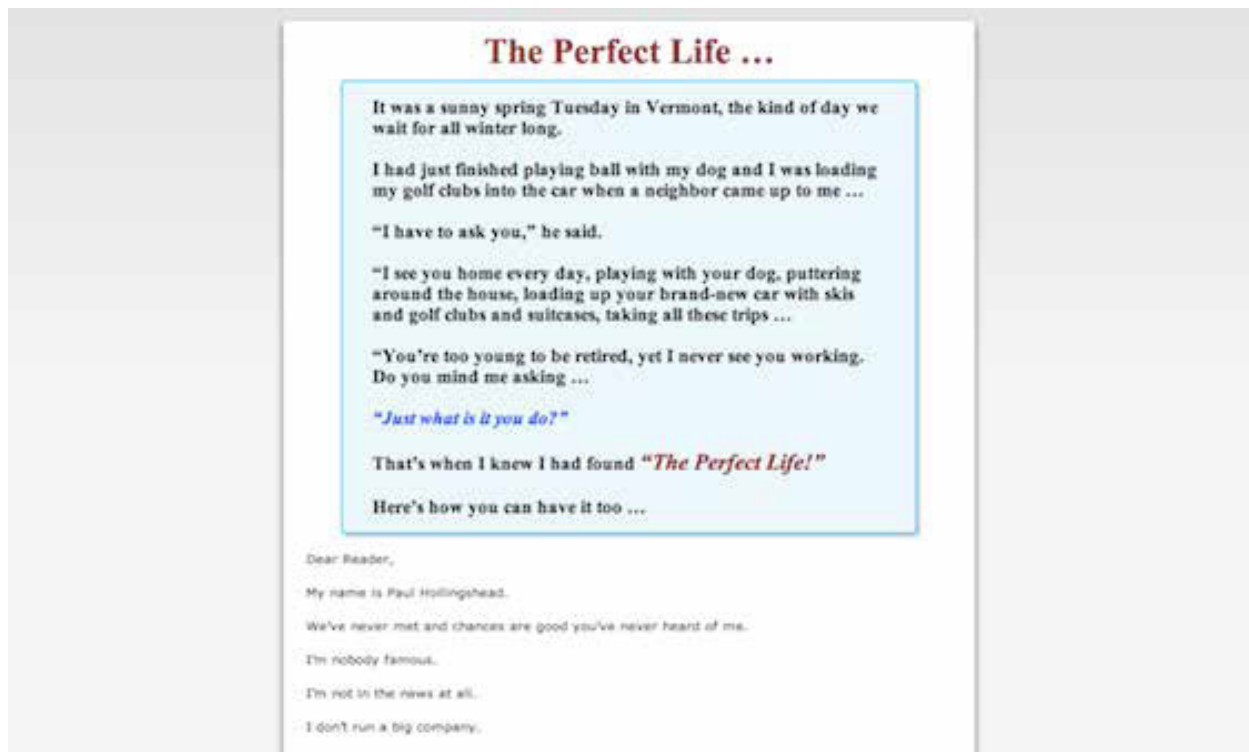 The Perfect Life ...
It was a sunny spring Tuesday in Vermont, the kind of day we
wait for all winter long.
I had just finished playing ball with my dog and I was loading
my golf clubs into the car when a neighbor came up to me ...
“I have to ask you,” he said.
“I see you home every day, playing with your dog, puttering
around the house, loading up your brand-new car with skis
and golf clubs and suitcases, taking all these trips ...
“You’re too young to be retired, yet I never see you working.
Do you mind me asking ...
“Just what is it you do?”
That’s when I knew I had found “The Perfect Life!”
Here’s how you can have it too ...
Dear Reader,
My name is Paul Hollingshead.
We've never met and chances are good you've never heard of me.
I'm nobody famous.
I'm not in the news at all.
I don't run a big company.